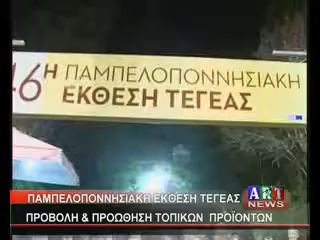 46η ΠΑΜΠΕΛΟΠΟΝΝΗΣΙΑΚΗ
ΕΚΘΕΣΗ ΤΕΓΕΑΣ
ΠΑΜΠΕΛΟΠΟΝΝΗΣΙΑΚΗ ΕΚΘΕΣΗ ΤΕΓΕΑΣ
ART
NEWS
ΠΡΟΒΟΛΗ & ΠΡΟΩΘΗΣΗ ΤΟΠΙΚΩΝ ΠΡΟΪΟΝΤΩΝ